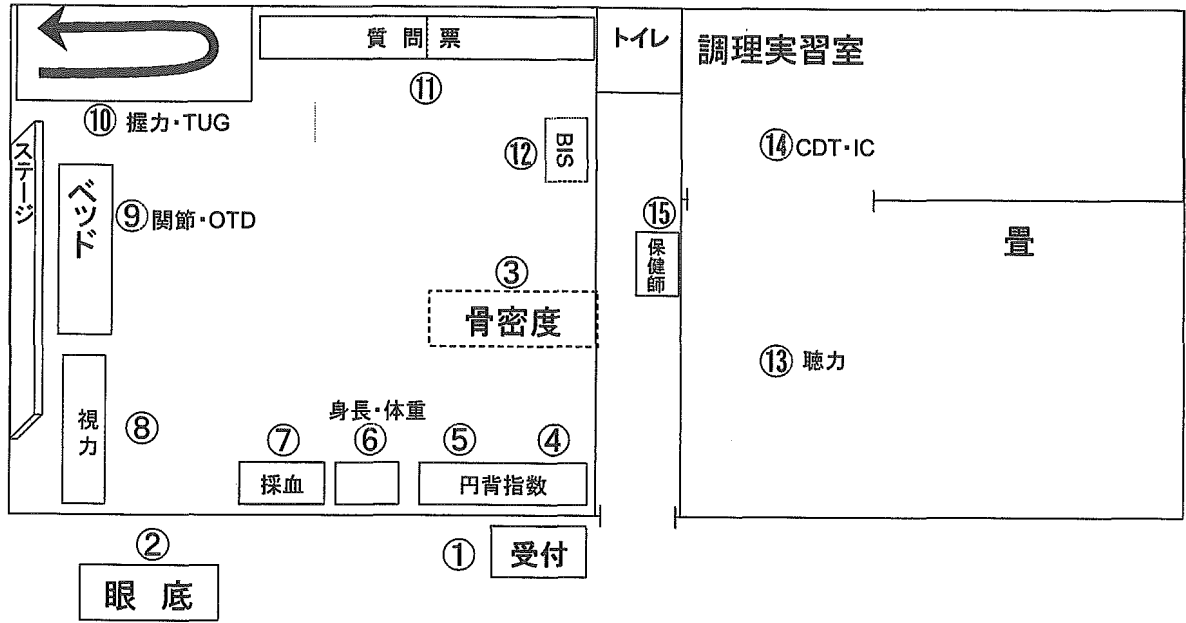 質問票
⑪
トイレ
調理実習室
⑩ 握力・TUG
⑫ BIS
⑭ CDT・IC
ステージ
ベッド
⑨ 関節・OTD
⑮
保健師
畳
③
骨密度
⑬ 聴力
視力
⑧
身長・体重
⑦ ⑥ ⑤ ④
採血
円背指数
②
眼底
① 受付